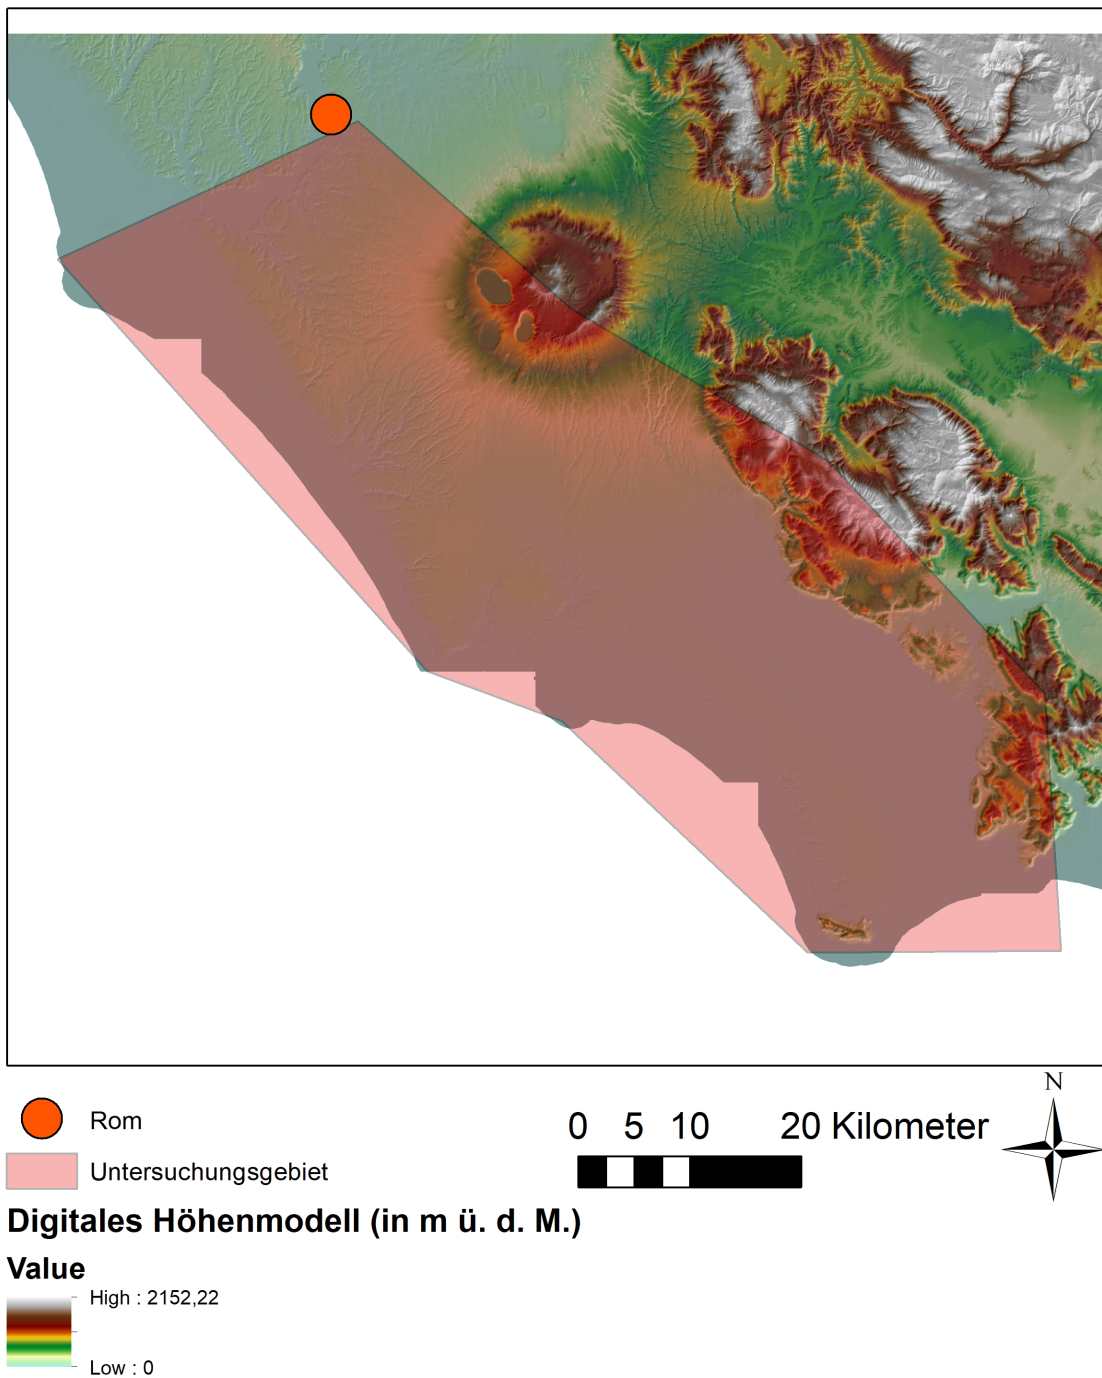 N
Rom
0 5 10 20 Kilometer
Untersuchungsgebiet
Digitales Höhenmodell (in m ü. d. M.)
Value
High : 2152,22
Low : 0